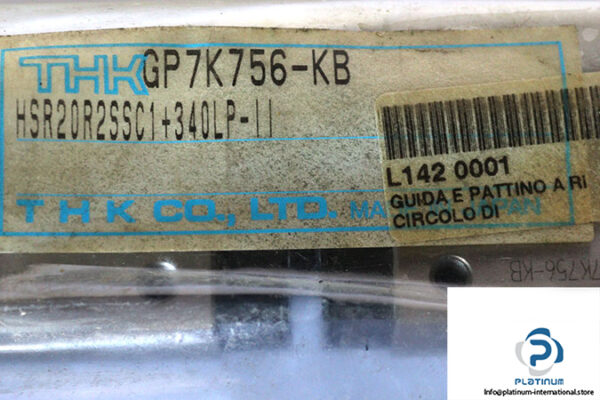 THK GP7K756-KB
HSR20R2SSC1+340LP-II
THK CO., LTD.
L142 0001
GUIDA E PATTINO A RI
CIRCOLO DI
7K756-KB
PLATINUM
Info@platinum-international.store